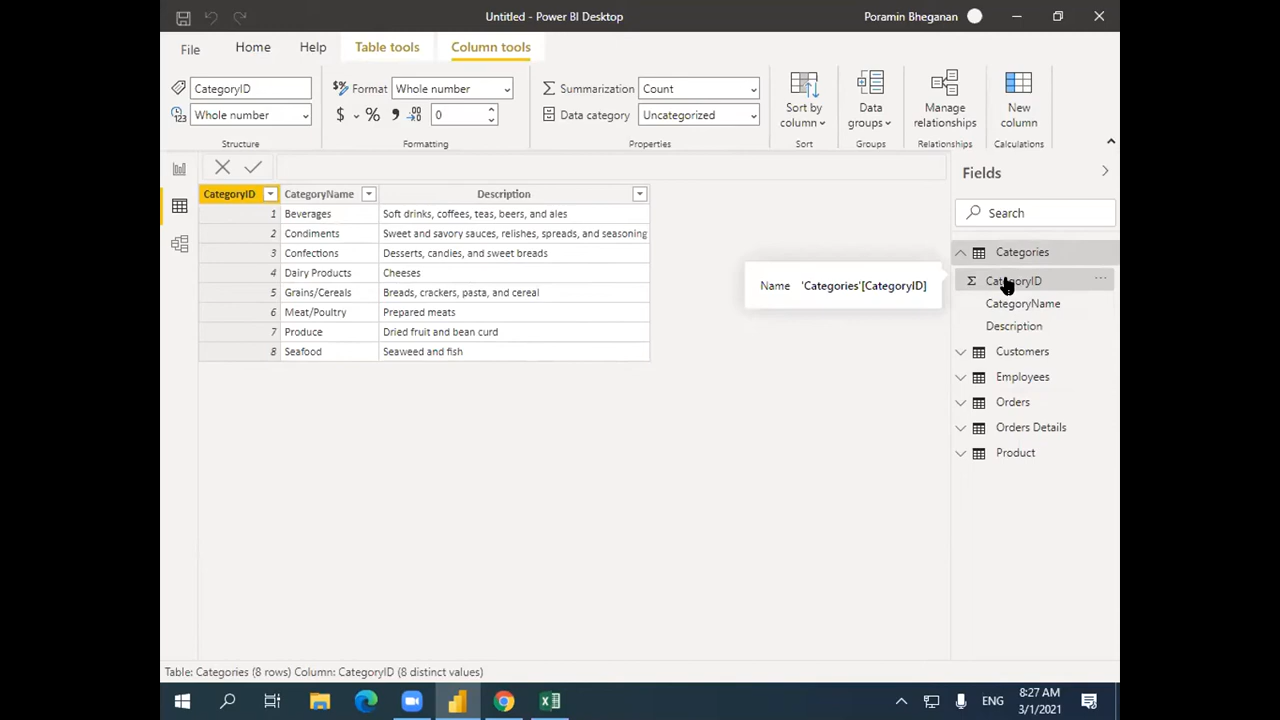 Untitled - Power BI Desktop
Poramin Bheganan
File
Home
Help
Table tools
Column tools
CategoryID
Format
Whole number
Summarization
Count
Sort by
column
Data
groups
Manage
relationships
New
column
Whole number
$
%
0
Data category
Uncategorized
Structure
Formatting
Properties
Sort
Groups
Relationships
Calculations
CategoryID
CategoryName
Description
1
Beverages
Soft drinks, coffees, teas, beers, and ales
2
Condiments
Sweet and savory sauces, relishes, spreads, and seasoning
3
Confections
Desserts, candies, and sweet breads
4
Dairy Products
Cheeses
5
Grains/Cereals
Breads, crackers, pasta, and cereal
6
Meat/Poultry
Prepared meats
7
Produce
Dried fruit and bean curd
8
Seafood
Seaweed and fish
Name 'Categories'[CategoryID]
Fields
Search
Categories
CategoryID
CategoryName
Description
Customers
Employees
Orders
Orders Details
Product
Table: Categories (8 rows) Column: CategoryID (8 distinct values)
ENG
8:27 AM
3/1/2021